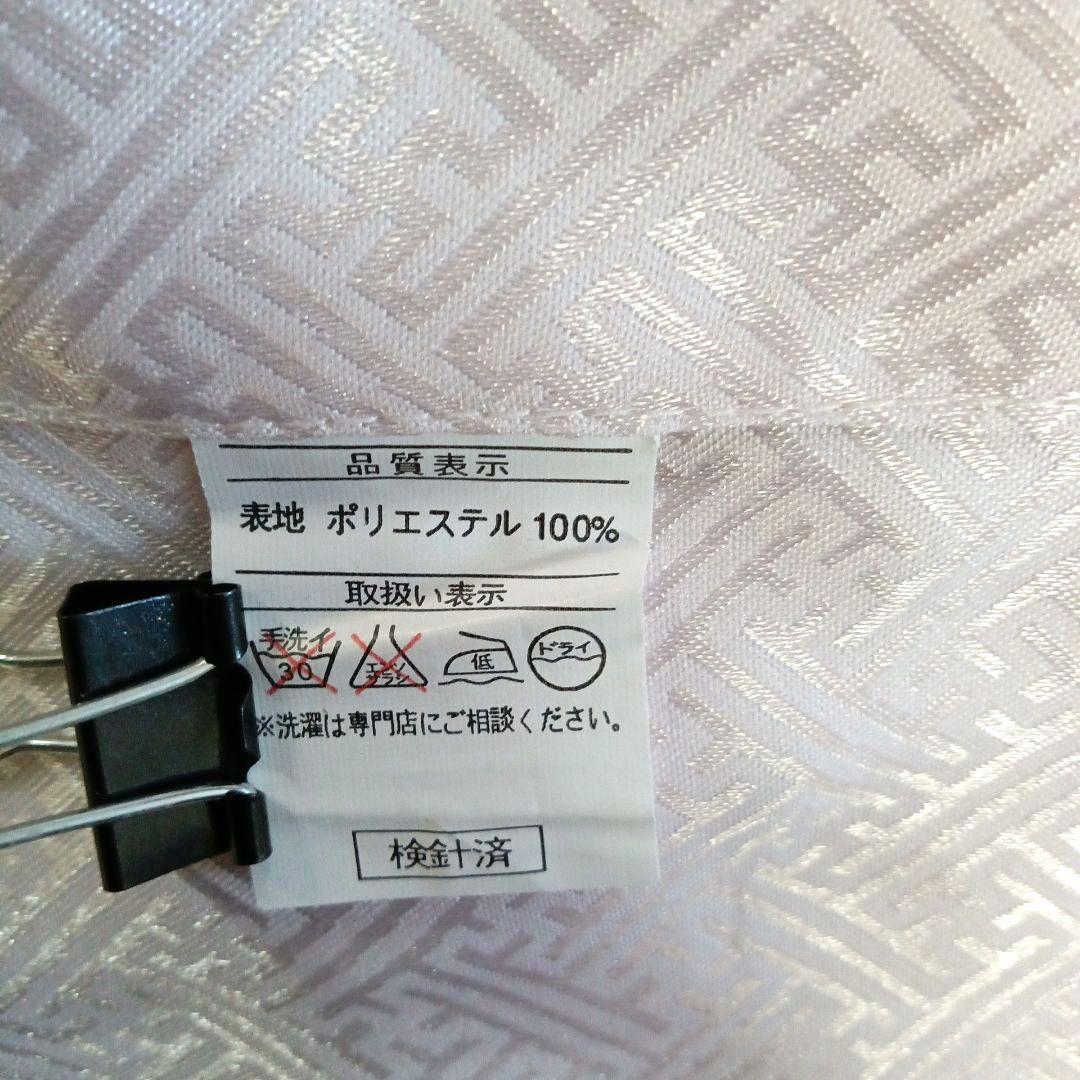 品質表示
表地 ポリエステル 100%
取扱い表示
手洗イ 30 エンソサラシ 低 ドライ
※洗濯は専門店にご相談ください。
検針済